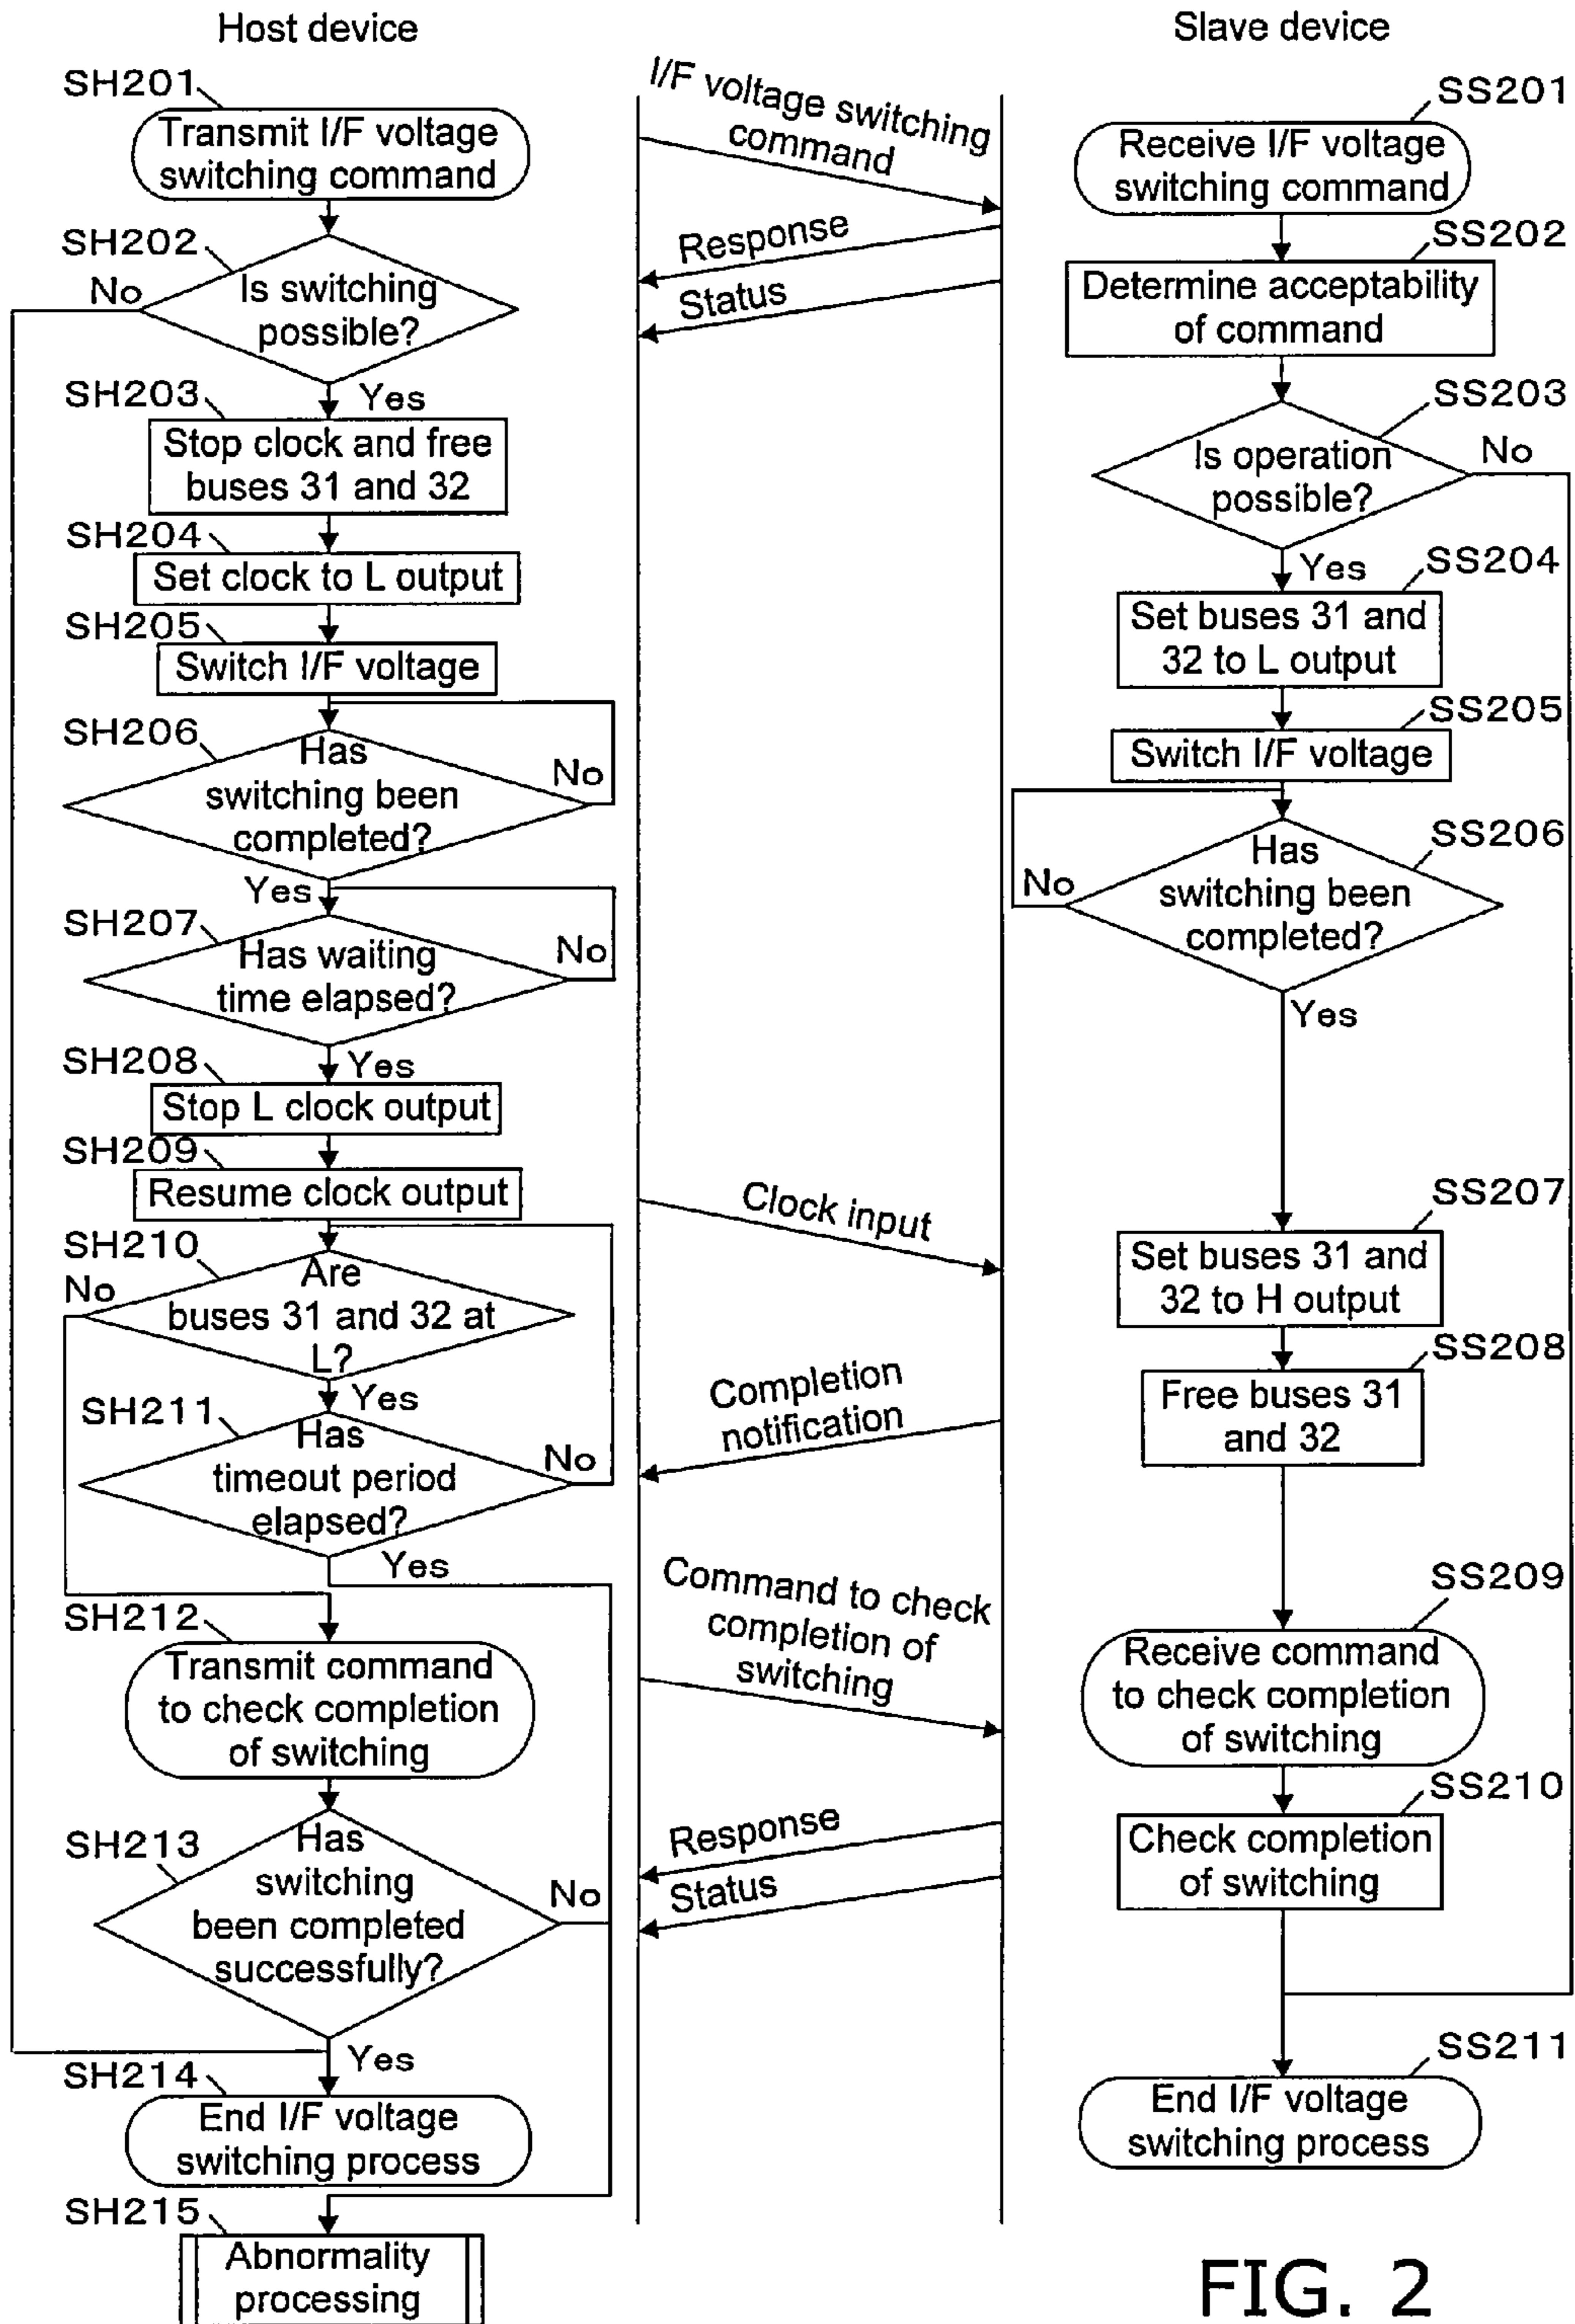 Host device
SH201
Transmit I/F voltage
switching command
SH202
No
Is switching
possible?
SH203
Yes
Stop clock and free
buses 31 and 32
SH204
Set clock to L output
SH205
Switch I/F voltage
SH206
Has
switching been
completed?
No
Yes
SH207
Has waiting
time elapsed?
No
SH208
Yes
Stop L clock output
SH209
Resume clock output
SH210
No
Are
buses 31 and 32 at
L?
Yes
SH211
Has
timeout period
elapsed?
No
Yes
SH212
Transmit command
to check completion
of switching
SH213
Has
switching
been completed
successfully?
No
Yes
SH214
End I/F voltage
switching process
SH215
Abnormality
processing
I/F voltage switching
command
Response
Status
Clock input
Completion
notification
Command to check
completion of
switching
Response
Status
Slave device
SS201
Receive I/F voltage
switching command
SS202
Determine acceptability
of command
SS203
Is operation
possible?
No
Yes
SS204
Set buses 31 and
32 to L output
SS205
Switch I/F voltage
SS206
Has
switching been
completed?
No
Yes
SS207
Set buses 31 and
32 to H output
SS208
Free buses 31
and 32
SS209
Receive command
to check completion
of switching
SS210
Check completion
of switching
SS211
End I/F voltage
switching process
FIG. 2